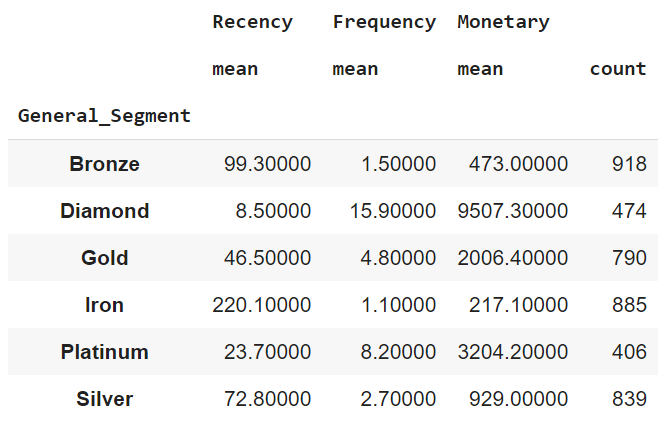 Recency Frequency Monetary
mean mean mean count
General_Segment
Bronze 99.30000 1.50000 473.00000 918
Diamond 8.50000 15.90000 9507.30000 474
Gold 46.50000 4.80000 2006.40000 790
Iron 220.10000 1.10000 217.10000 885
Platinum 23.70000 8.20000 3204.20000 406
Silver 72.80000 2.70000 929.00000 839